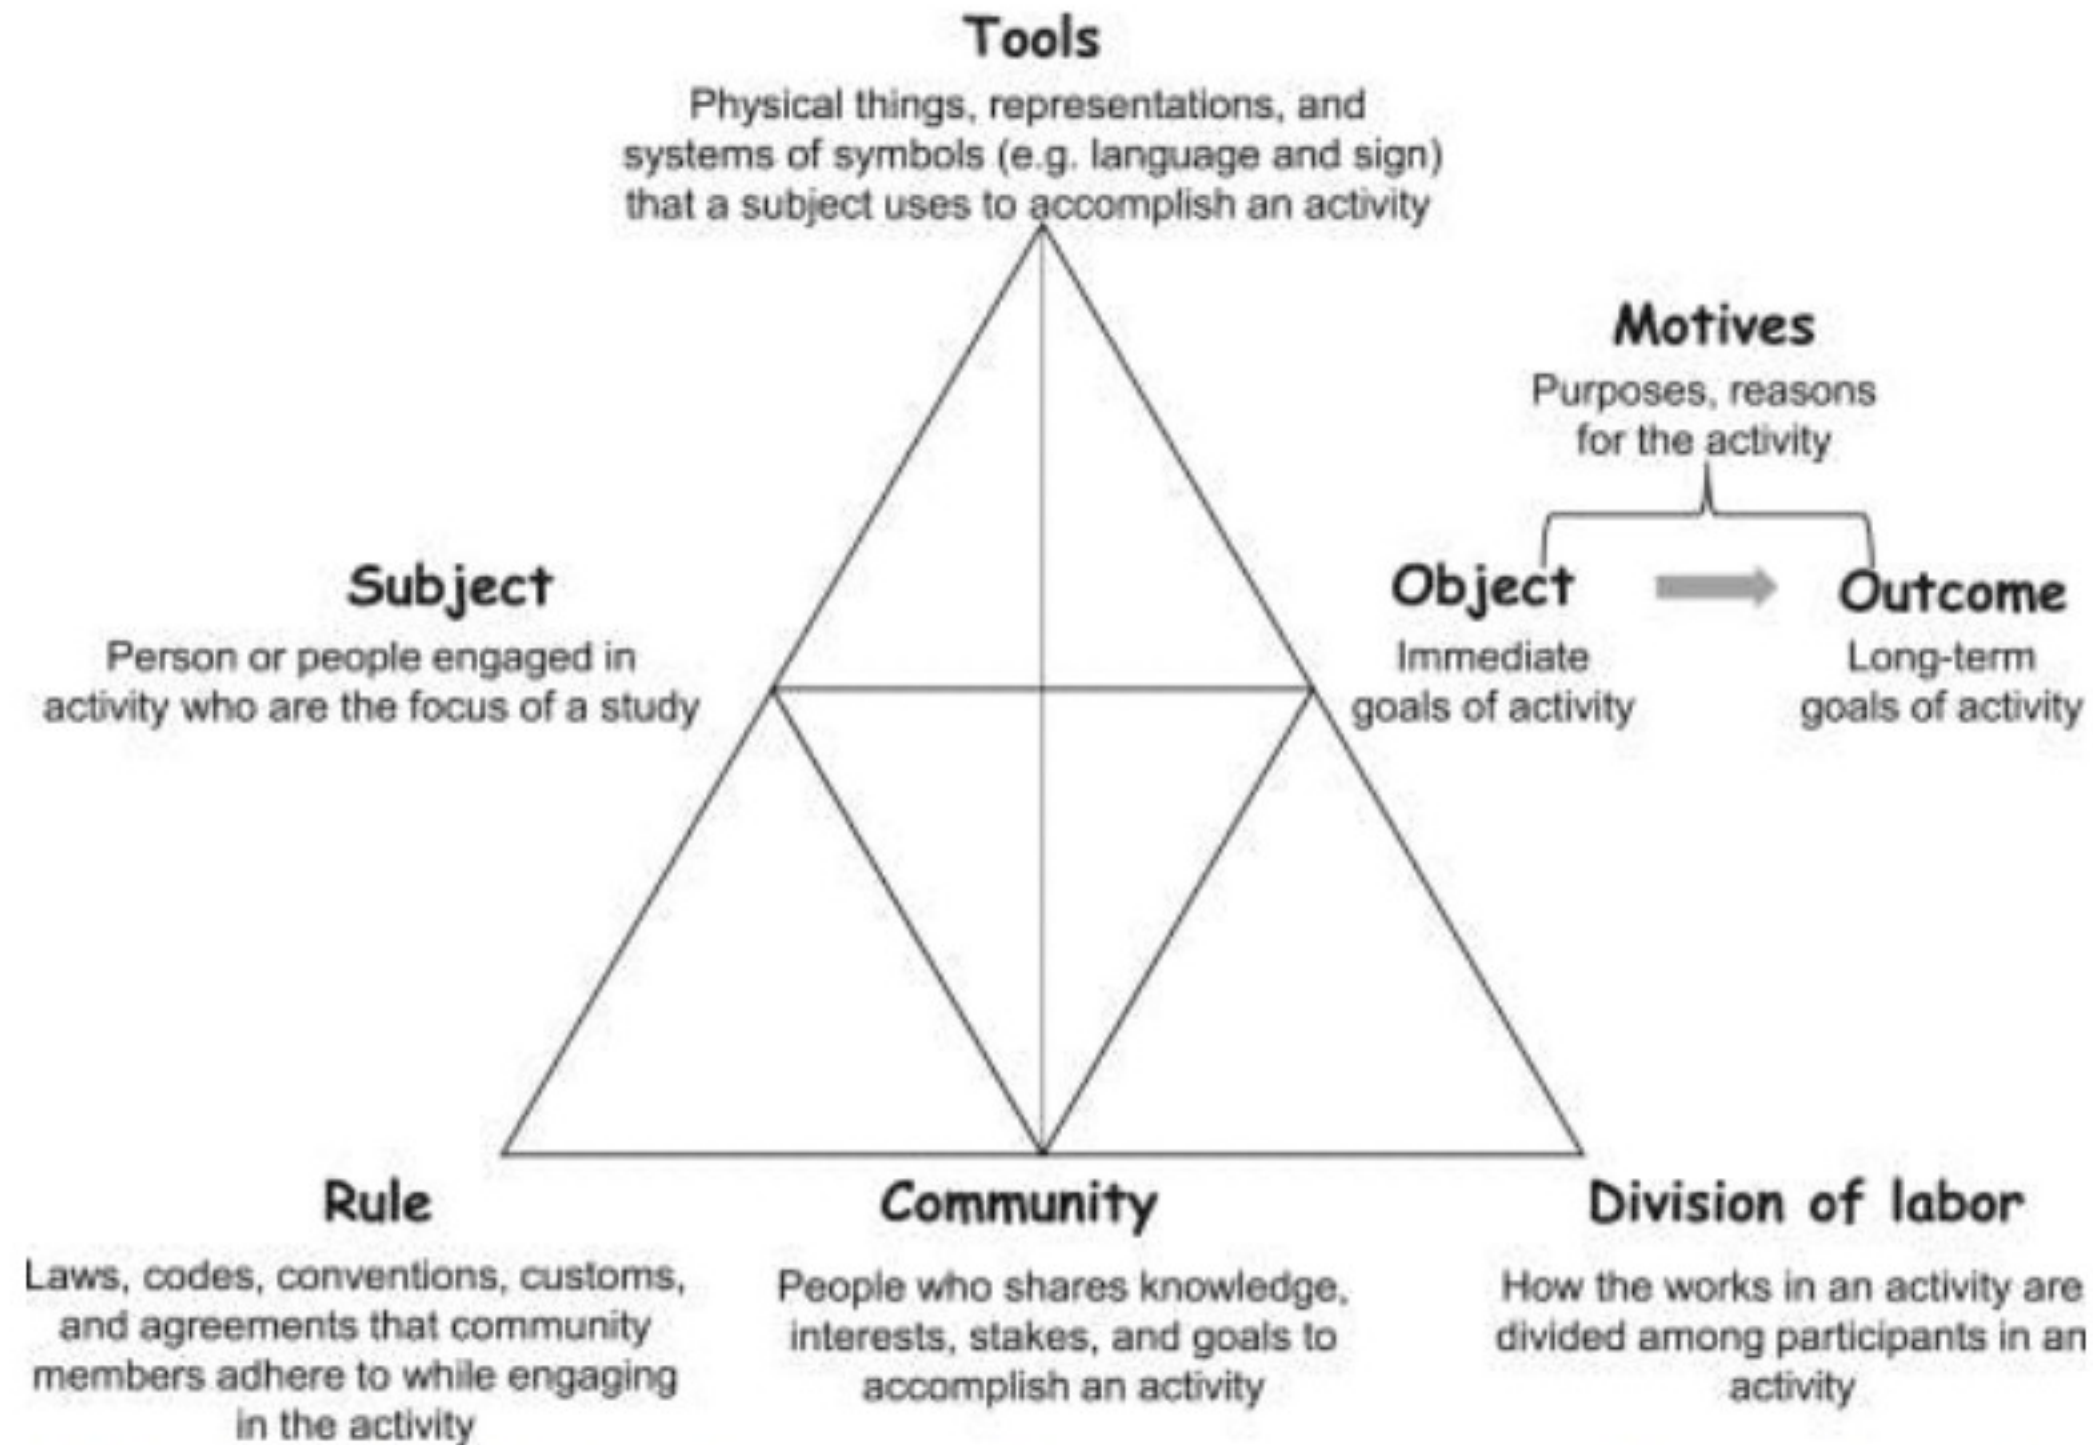 Tools
Physical things, representations, and
systems of symbols (e.g. language and sign)
that a subject uses to accomplish an activity
Motives
Purposes, reasons
for the activity
Subject
Person or people engaged in
activity who are the focus of a study
Object
Immediate
goals of activity
Outcome
Long-term
goals of activity
Rule
Laws, codes, conventions, customs,
and agreements that community
members adhere to while engaging
in the activity
Community
People who shares knowledge,
interests, stakes, and goals to
accomplish an activity
Division of labor
How the works in an activity are
divided among participants in an
activity